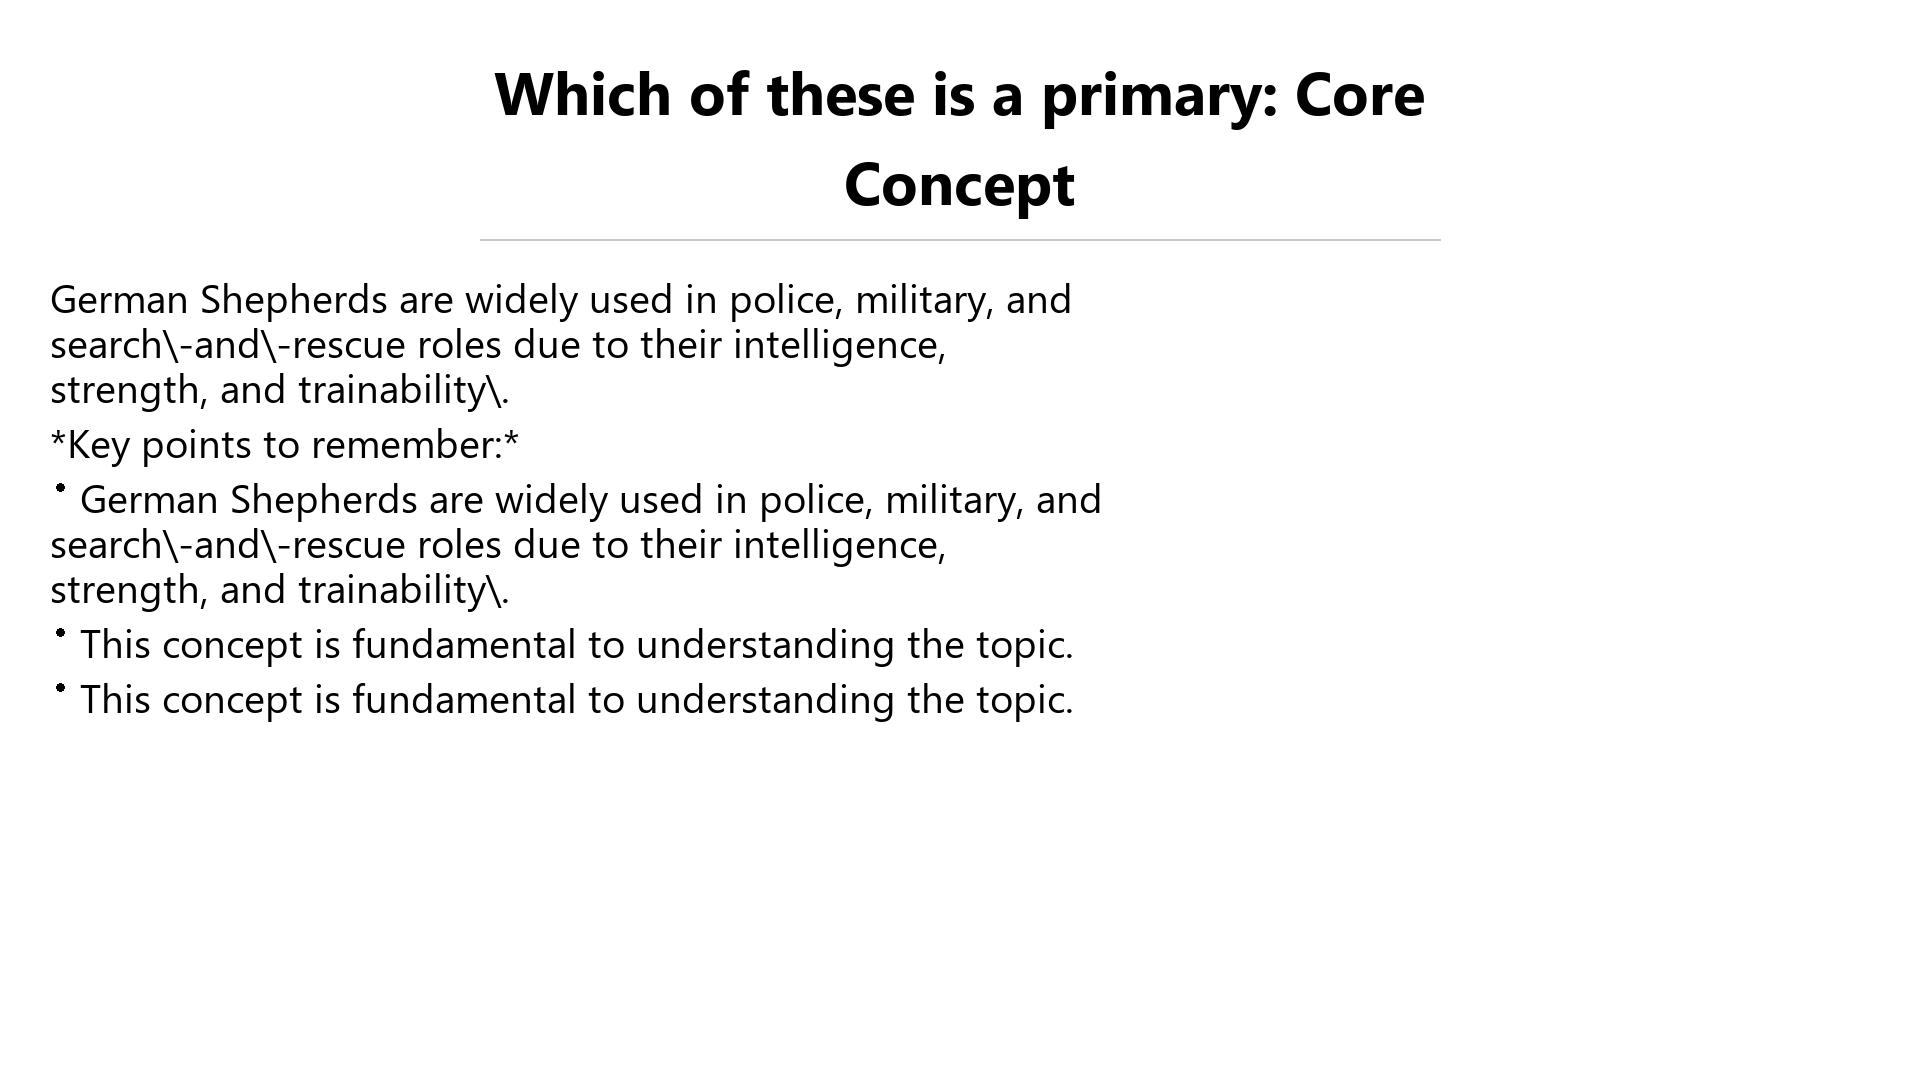 Which of these is a primary: Core
Concept
German Shepherds are widely used in police, military, and
search\-and\-rescue roles due to their intelligence,
strength, and trainability\.
*Key points to remember:*
• German Shepherds are widely used in police, military, and
search\-and\-rescue roles due to their intelligence,
strength, and trainability\.
• This concept is fundamental to understanding the topic.
• This concept is fundamental to understanding the topic.